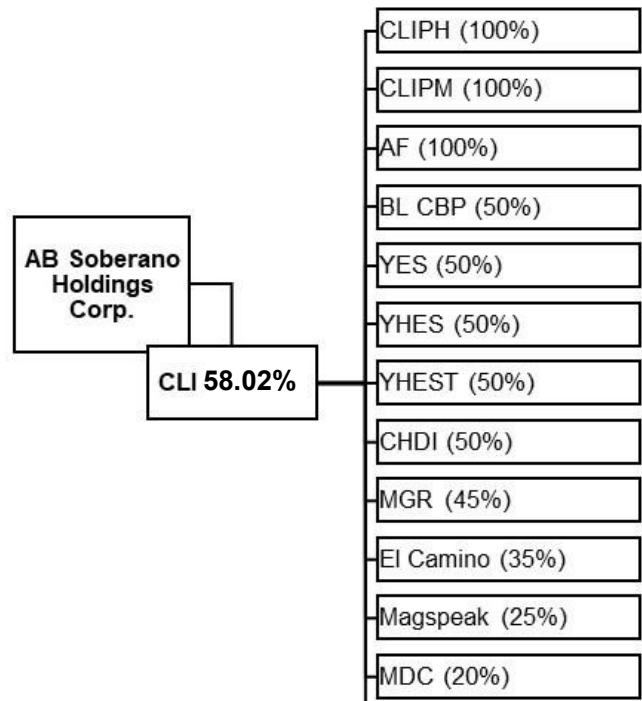 AB Soberano
Holdings
Corp.
CLI 58.02%
CLIPH (100%)
CLIPM (100%)
AF (100%)
BL CBP (50%)
YES (50%)
YHES (50%)
YHEST (50%)
CHDI (50%)
MGR (45%)
El Camino (35%)
Magspeak (25%)
MDC (20%)